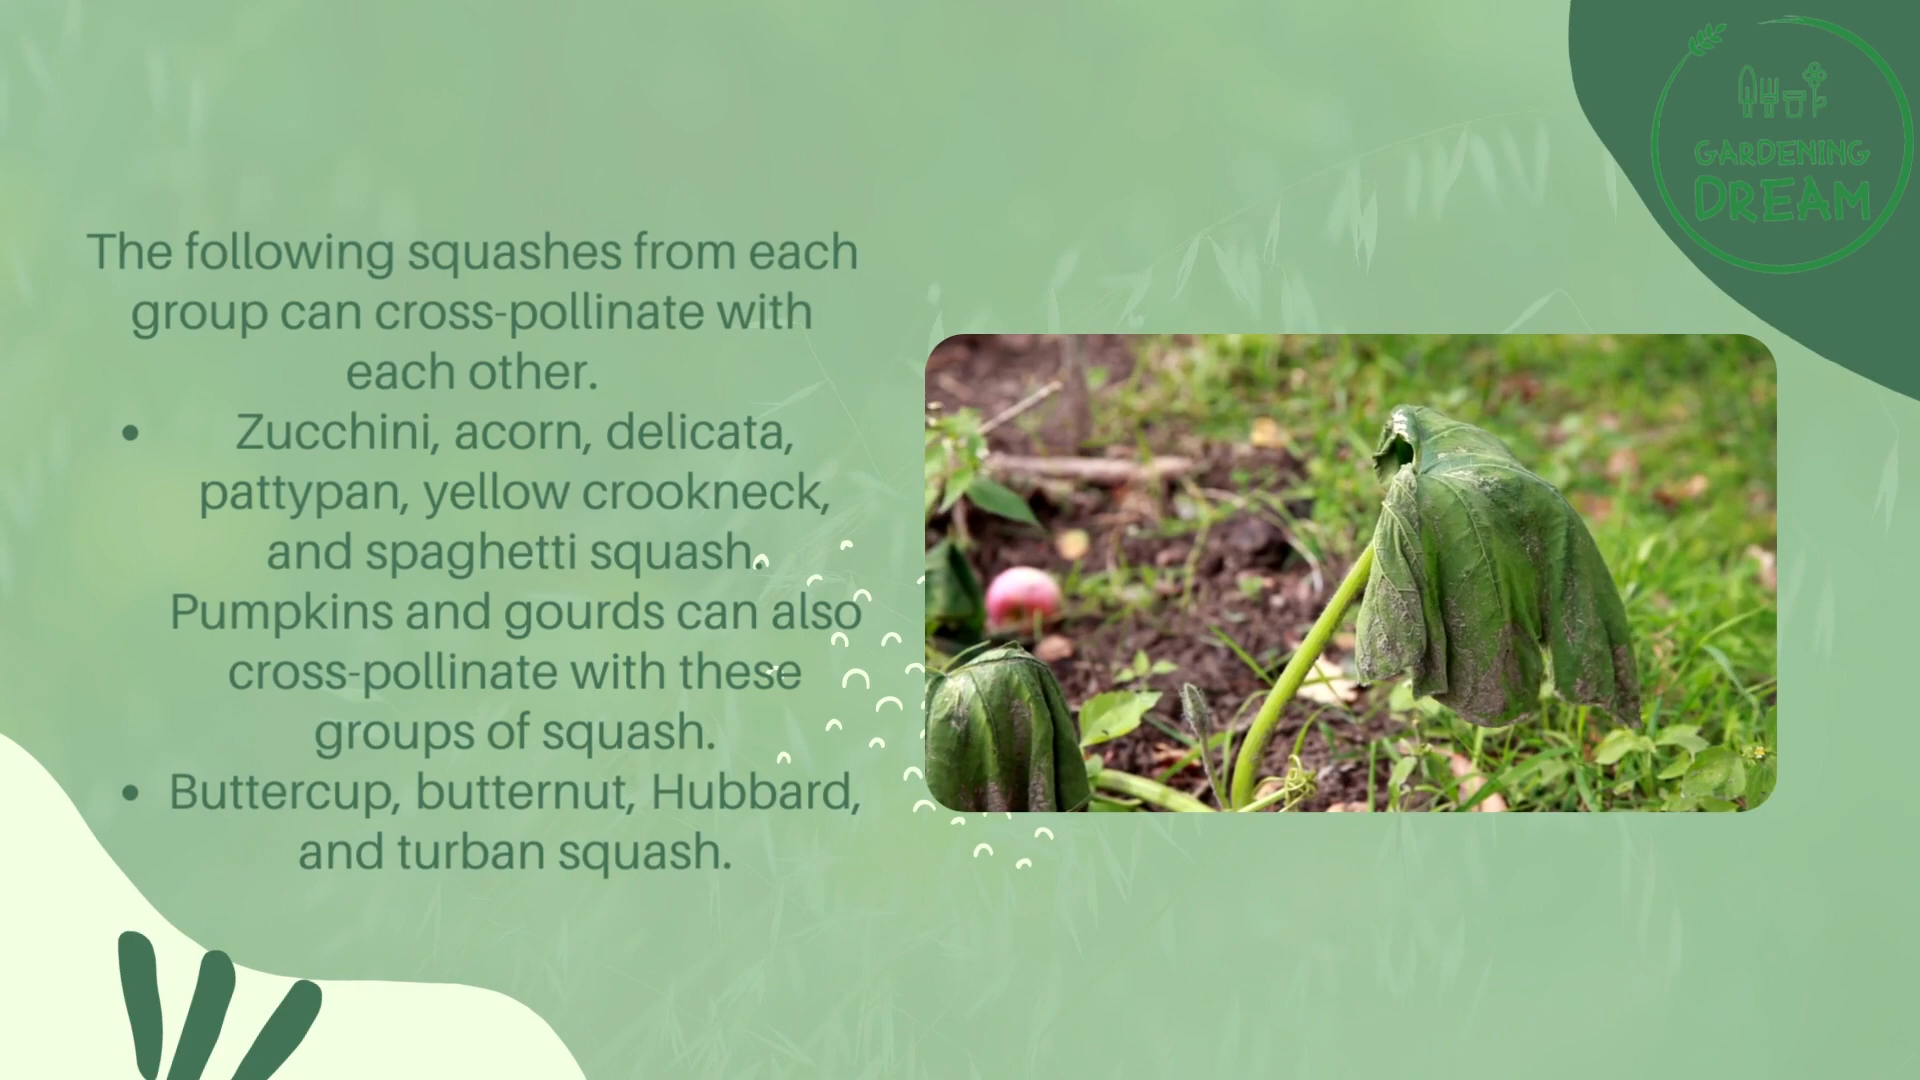 The following squashes from each
group can cross-pollinate with
each other.
• Zucchini, acorn, delicata,
pattypan, yellow crookneck,
and spaghetti squash.
Pumpkins and gourds can also
cross-pollinate with these
groups of squash.
• Buttercup, butternut, Hubbard,
and turban squash.
GARDENING
DREAM